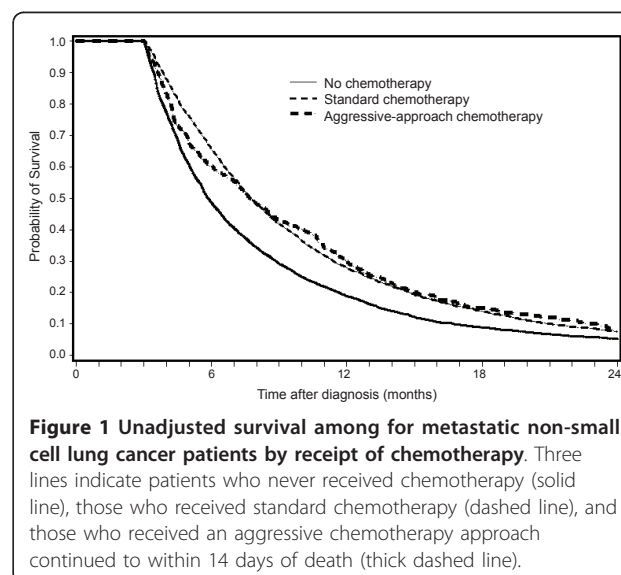 1.0
0.9
0.8
0.7
0.6
0.5
0.4
0.3
0.2
0.1
0.0
Probability of Survival
No chemotherapy
Standard chemotherapy
Aggressive-approach chemotherapy
0 6 12 18 24
Time after diagnosis (months)
Figure 1 Unadjusted survival among for metastatic non-small
cell lung cancer patients by receipt of chemotherapy. Three
lines indicate patients who never received chemotherapy (solid
line), those who received standard chemotherapy (dashed line), and
those who received an aggressive chemotherapy approach
continued to within 14 days of death (thick dashed line).